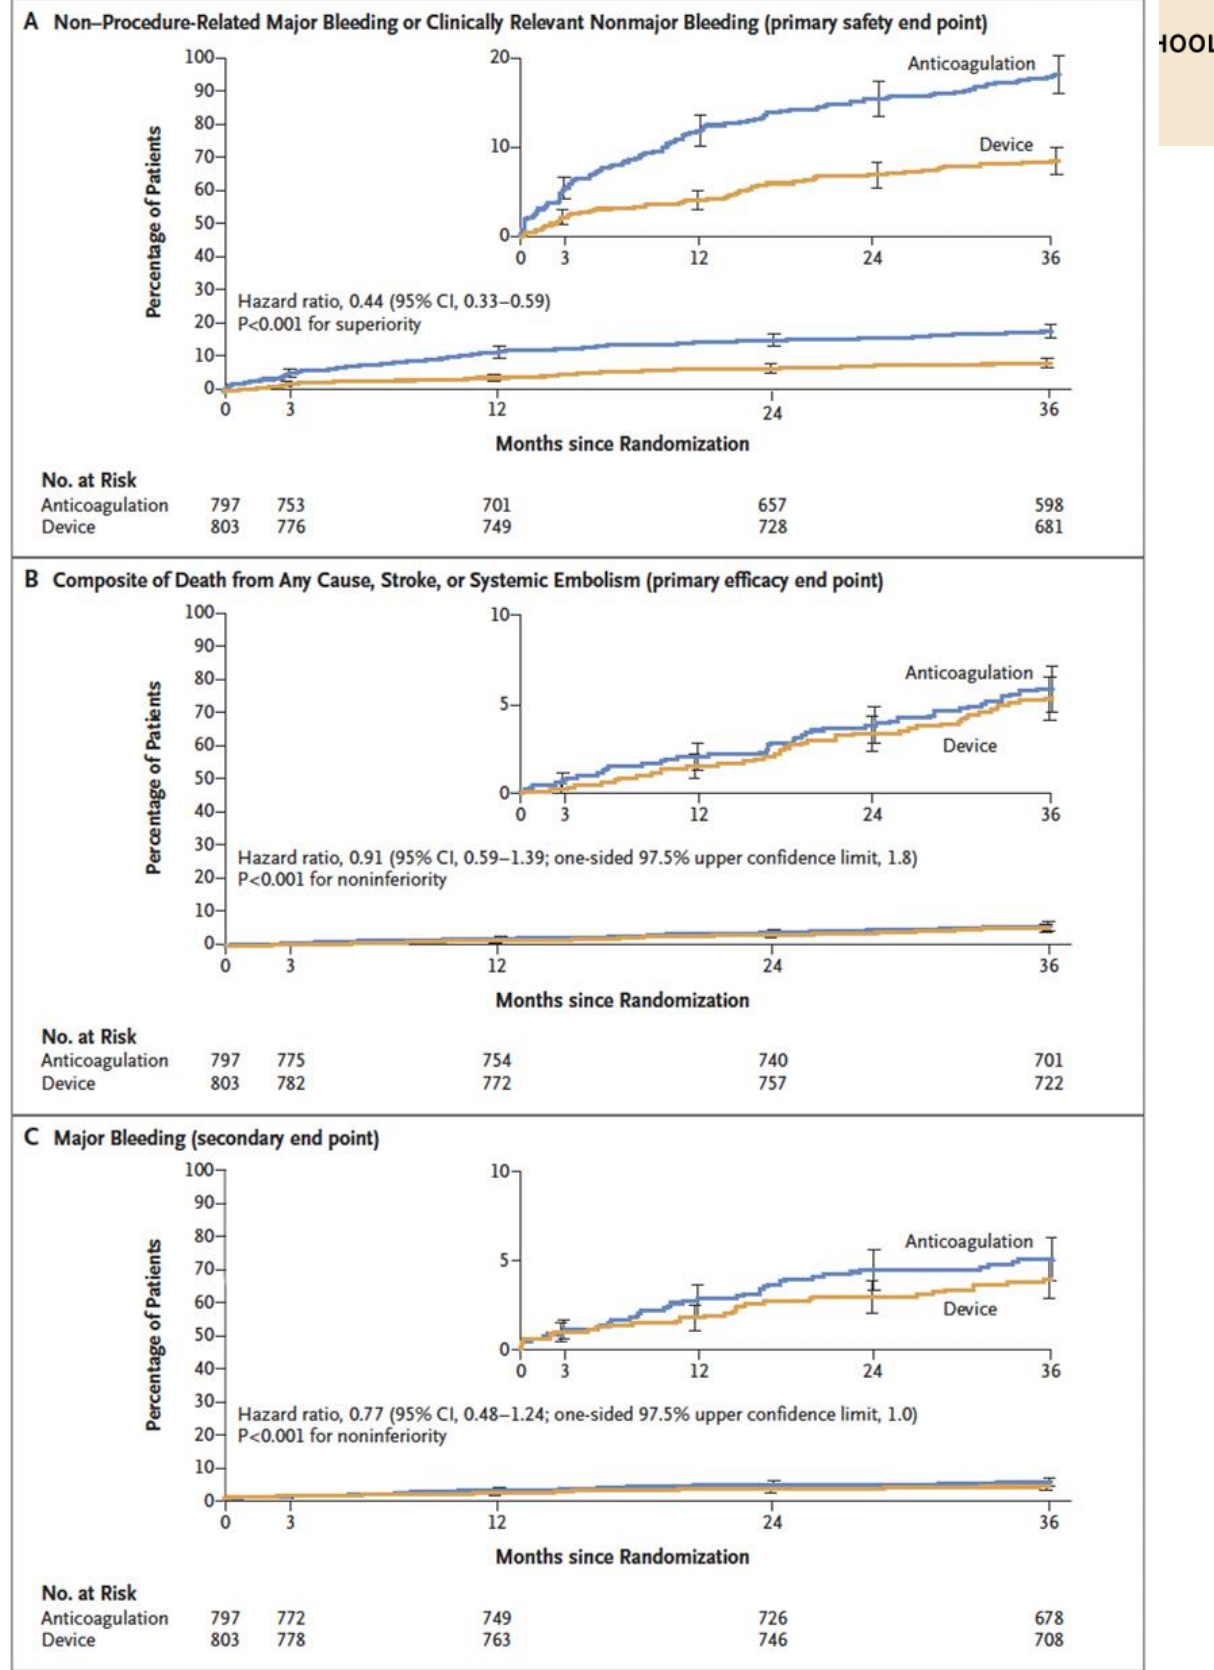 HOOL
A Non–Procedure-Related Major Bleeding or Clinically Relevant Nonmajor Bleeding (primary safety end point)
Percentage of Patients
100
90
80
70
60
50
40
30
20
10
0
20
10
0
Anticoagulation
Device
0 3 12 24 36
Hazard ratio, 0.44 (95% CI, 0.33–0.59)
P<0.001 for superiority
0 3 12 24 36
Months since Randomization
No. at Risk
Anticoagulation 797 753 701 657 598
Device 803 776 749 728 681
B Composite of Death from Any Cause, Stroke, or Systemic Embolism (primary efficacy end point)
Percentage of Patients
100
90
80
70
60
50
40
30
20
10
0
10
5
0
Anticoagulation
Device
0 3 12 24 36
Hazard ratio, 0.91 (95% CI, 0.59–1.39; one-sided 97.5% upper confidence limit, 1.8)
P<0.001 for noninferiority
0 3 12 24 36
Months since Randomization
No. at Risk
Anticoagulation 797 775 754 740 701
Device 803 782 772 757 722
C Major Bleeding (secondary end point)
Percentage of Patients
100
90
80
70
60
50
40
30
20
10
0
10
5
0
Anticoagulation
Device
0 3 12 24 36
Hazard ratio, 0.77 (95% CI, 0.48–1.24; one-sided 97.5% upper confidence limit, 1.0)
P<0.001 for noninferiority
0 3 12 24 36
Months since Randomization
No. at Risk
Anticoagulation 797 772 749 726 678
Device 803 778 763 746 708